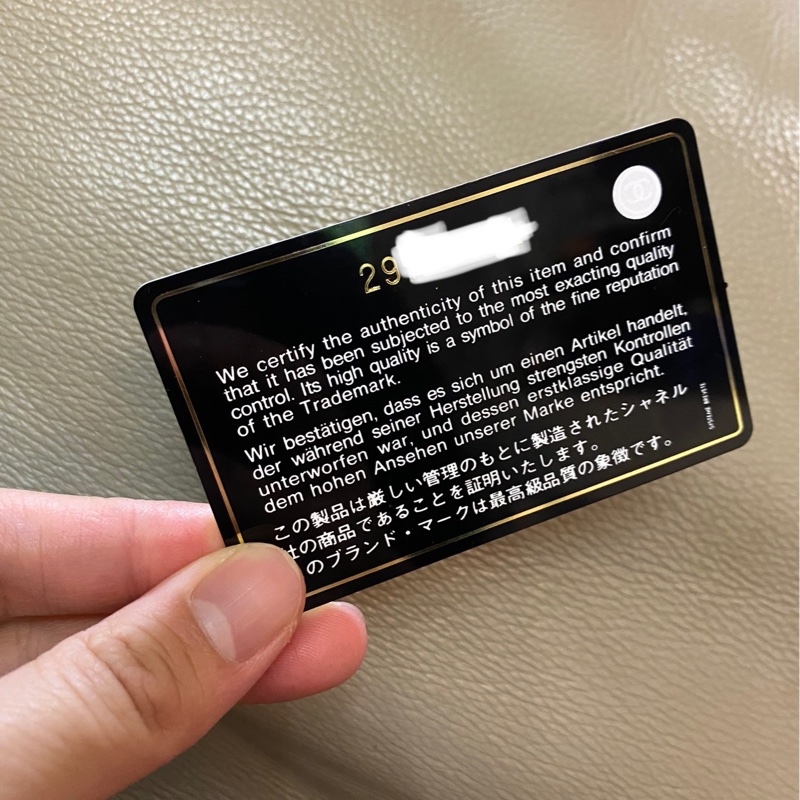 29
We certify the authenticity of this item and confirm
that it has been subjected to the most exacting quality
control. Its high quality is a symbol of the fine reputation
of the Trademark.
Wir bestätigen, dass es sich um einen Artikel handelt,
der während seiner Herstellung strengsten Kontrollen
unterworfen war, und dessen erstklassige Qualität
dem hohen Ansehen unserer Marke entspricht.
この製品は厳しい管理のもとに製造されたシャネル
社の商品であることを証明いたします。
のブランド・マークは最高級品質の象徴です。